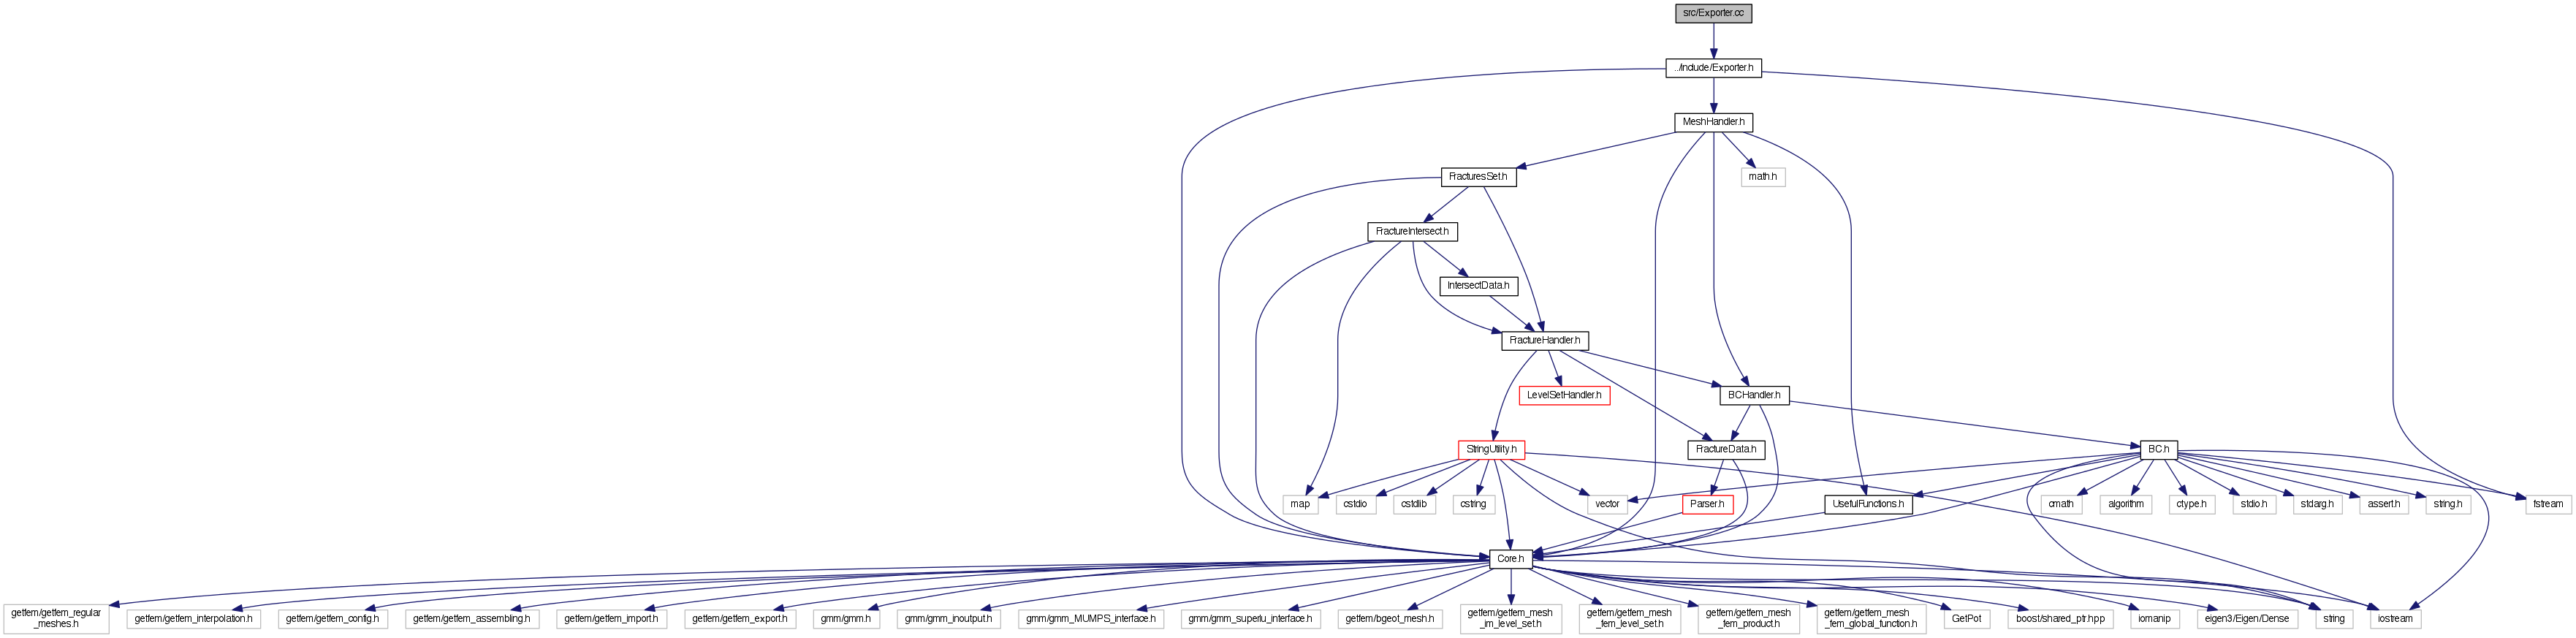 src/Exporter.cc
../include/Exporter.h
MeshHandler.h
FracturesSet.h
math.h
FractureIntersect.h
IntersectData.h
FractureHandler.h
LevelSetHandler.h
BCHandler.h
StringUtility.h
FractureData.h
BC.h
map
cstdio
cstdlib
cstring
vector
Parser.h
UsefulFunctions.h
cmath
algorithm
ctype.h
stdio.h
stdarg.h
assert.h
string.h
fstream
Core.h
getfem/getfem_regular
_meshes.h
getfem/getfem_interpolation.h
getfem/getfem_config.h
getfem/getfem_assembling.h
getfem/getfem_import.h
getfem/getfem_export.h
gmm/gmm.h
gmm/gmm_inoutput.h
gmm/gmm_MUMPS_interface.h
gmm/gmm_superlu_interface.h
getfem/bgeot_mesh.h
getfem/getfem_mesh
_im_level_set.h
getfem/getfem_mesh
_fem_level_set.h
getfem/getfem_mesh
_fem_product.h
getfem/getfem_mesh
_fem_global_function.h
GetPot
boost/shared_ptr.hpp
iomanip
eigen3/Eigen/Dense
string
iostream